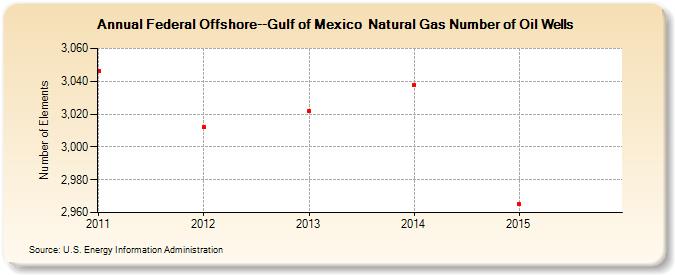 Annual Federal Offshore--Gulf of Mexico Natural Gas Number of Oil Wells
Number of Elements
3,060
3,040
3,020
3,000
2,980
2,960
2011 2012 2013 2014 2015
Source: U.S. Energy Information Administration